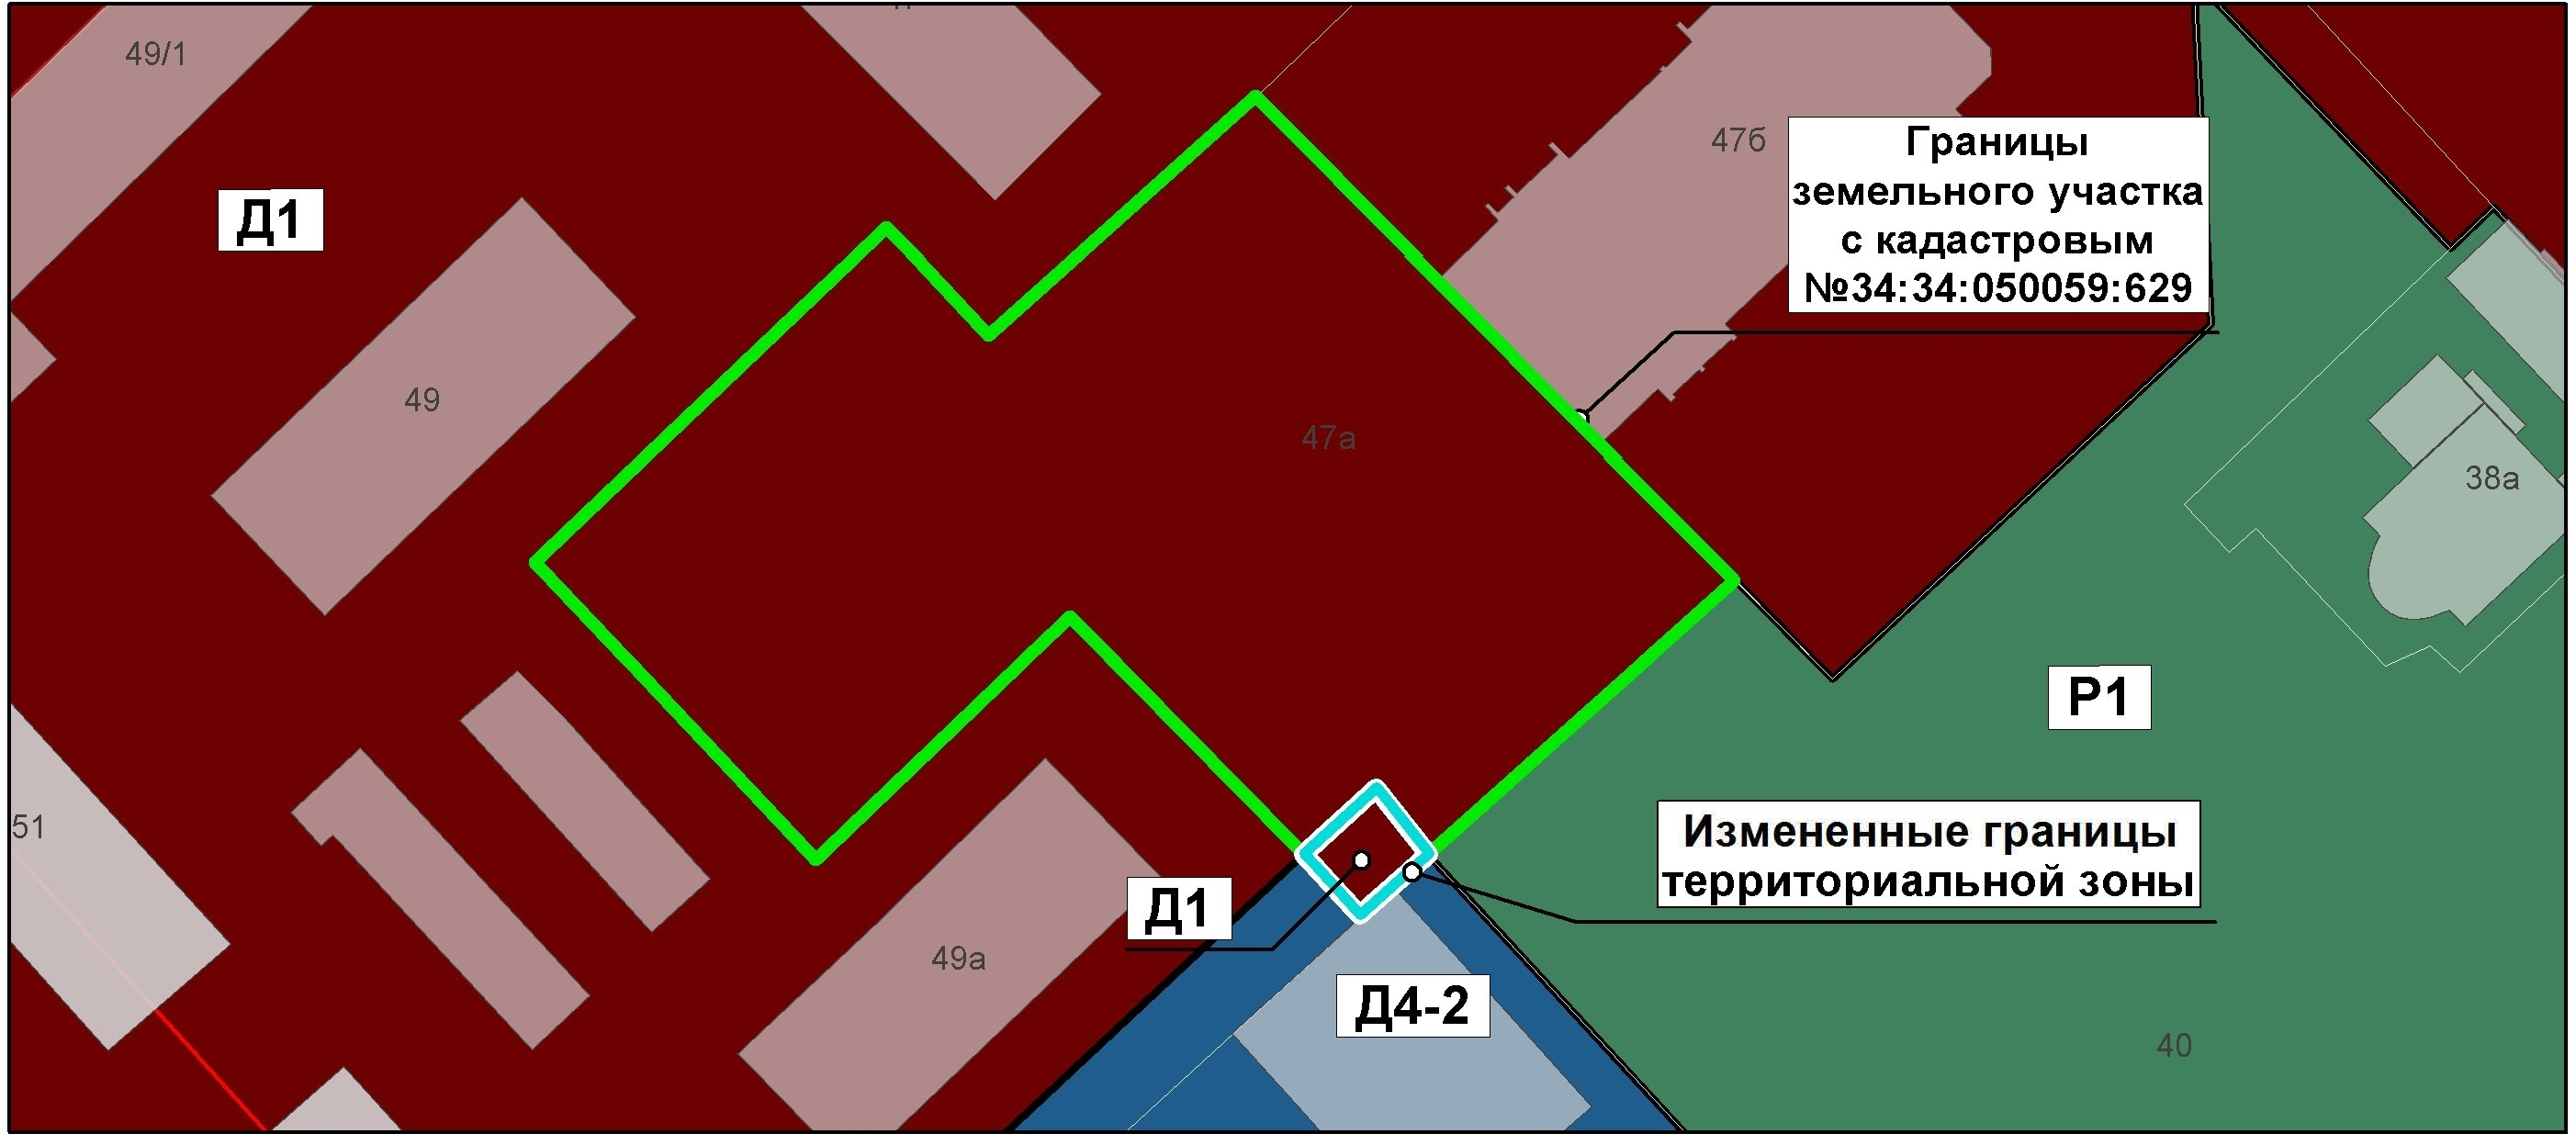 49/1
47б
Границы
земельного участка
с кадастровым
№34:34:050059:629
Д1
49
47а
38а
Р1
51
Измененные границы
территориальной зоны
Д1
49а
Д4-2
40